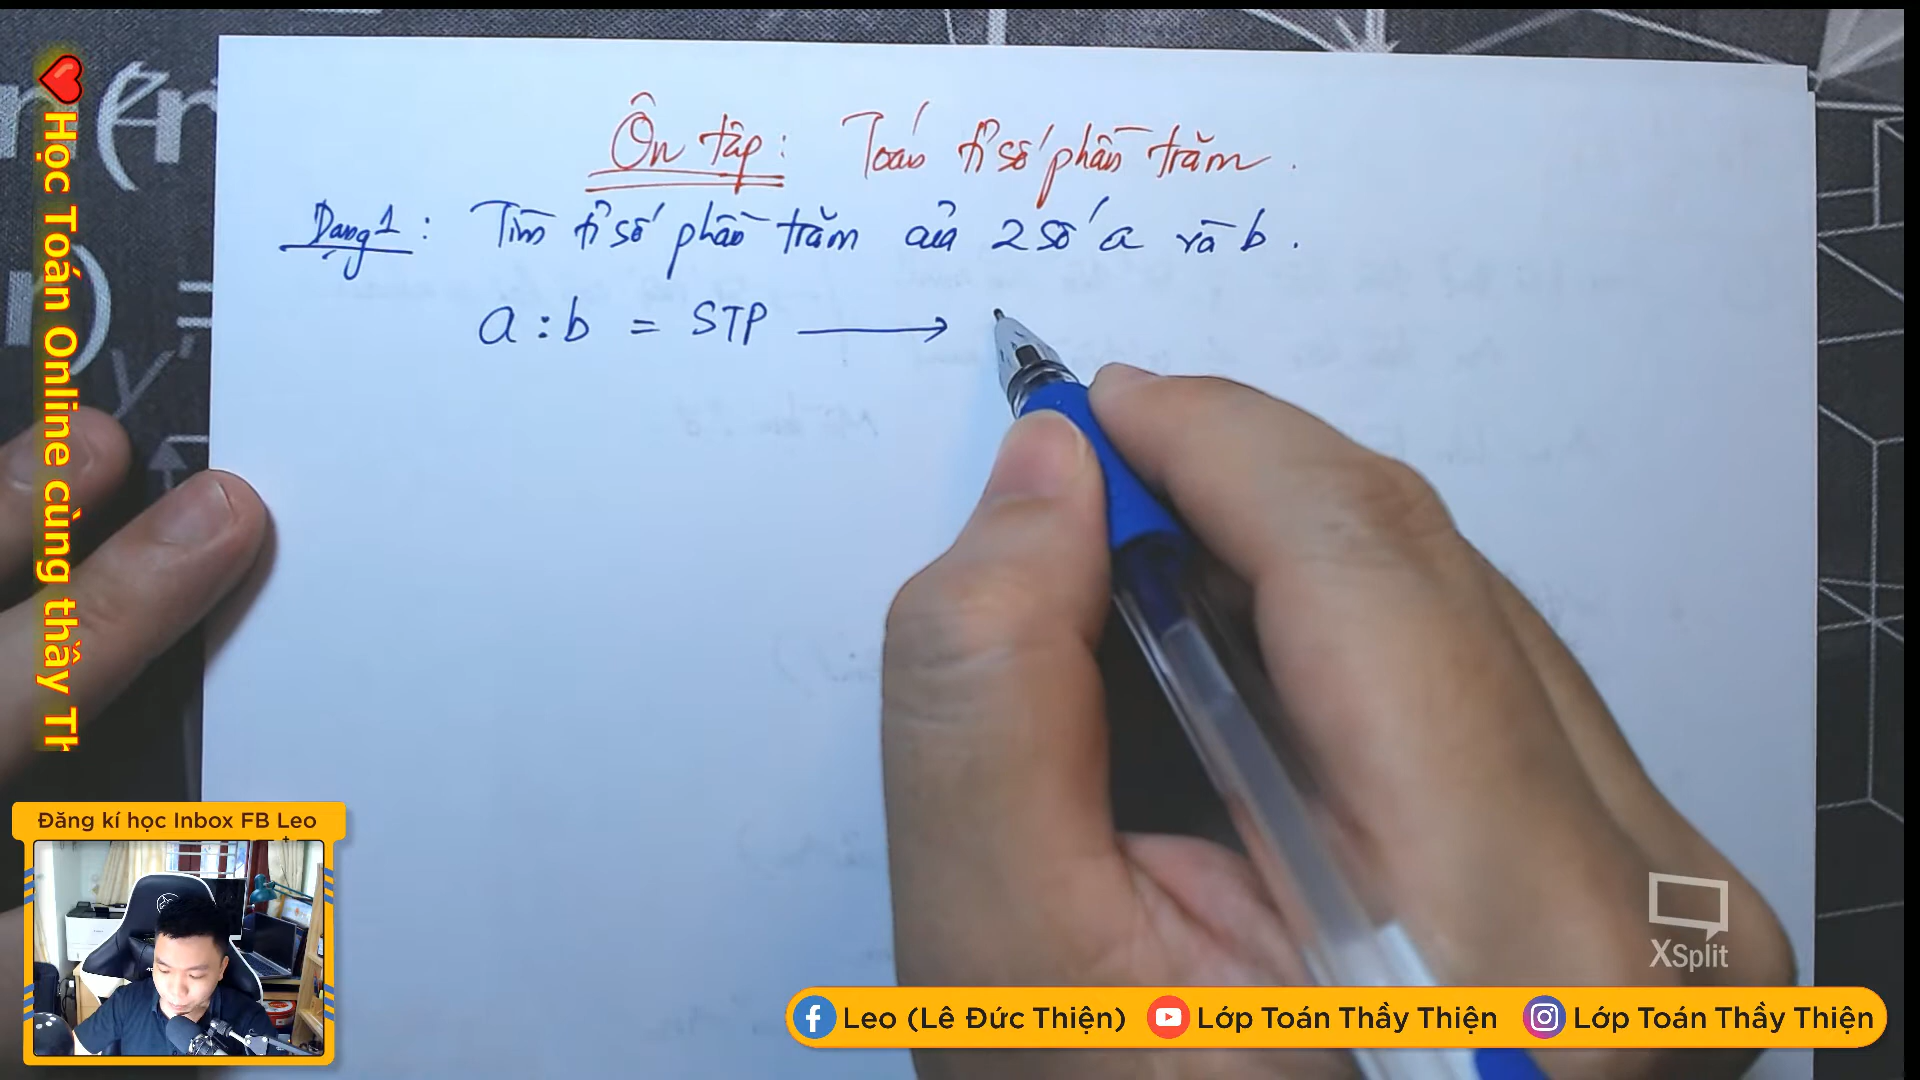 Ôn tập: Toán tỉ số phần trăm.
Dạng 1: Tìm tỉ số phần trăm của 2 số a và b.
a : b = STP →
Học Toán Online cùng thầy Th
Đăng kí học Inbox FB Leo
XSplit
Leo (Lê Đức Thiện) Lớp Toán Thầy Thiện Lớp Toán Thầy Thiện